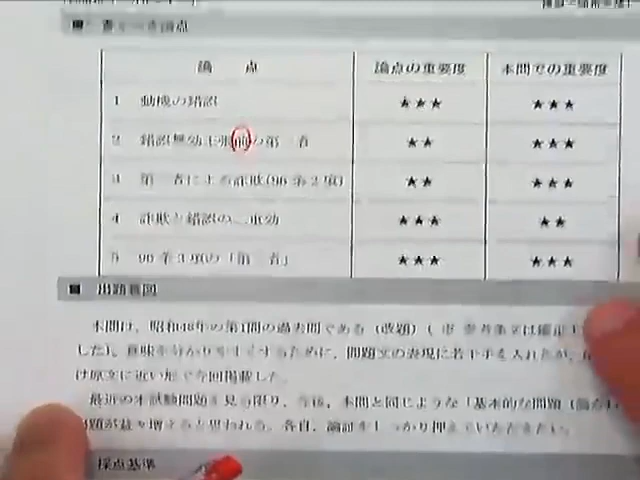 論点 論点の重要度 本問での重要度
1 動機の錯誤 ★★★ ★★★
2 錯誤無効主張前の第三者 ★★ ★★★
3 第三者による詐欺(96条2項) ★★ ★★★
4 詐欺と錯誤の二重効 ★★★ ★★
5 96条3項の「第三者」 ★★★ ★★★
■ 出題意図
本問は、昭和48年の第1問の過去問である(改題)(
した)。意味を分かりやすくするために、問題文の表現に若干手を入れたが、
け原文に近い形で今回掲載した。
最近の本試験問題を見る限り、今後、本問と同じような「基本的な問題(論点)
問題が益々増すと思われる。各自、論証をしっかり押えていただきたい。
採点基準